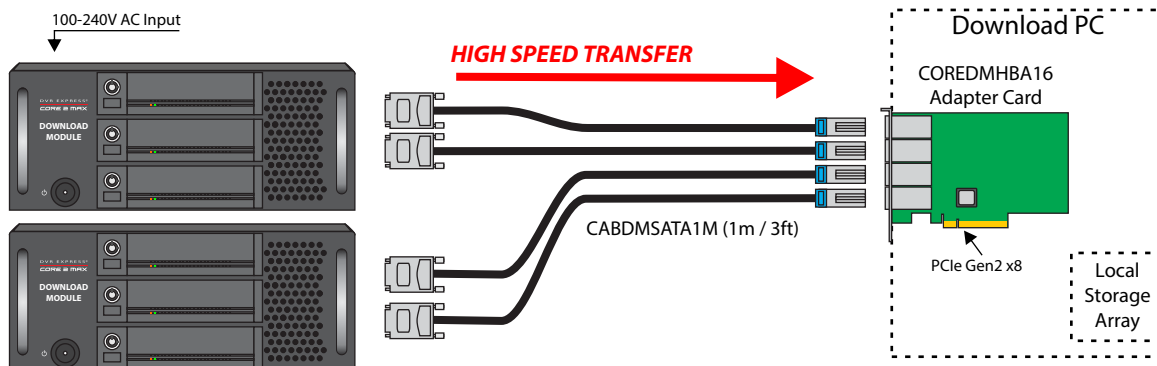 100-240V AC Input
HIGH SPEED TRANSFER
Download PC
COREDMHBA16
Adapter Card
DVR EXPRESS®
CORE 2 MAX
DOWNLOAD
MODULE
CABDMSATA1M (1m / 3ft)
PCIe Gen2 x8
DVR EXPRESS®
CORE 2 MAX
DOWNLOAD
MODULE
Local
Storage
Array